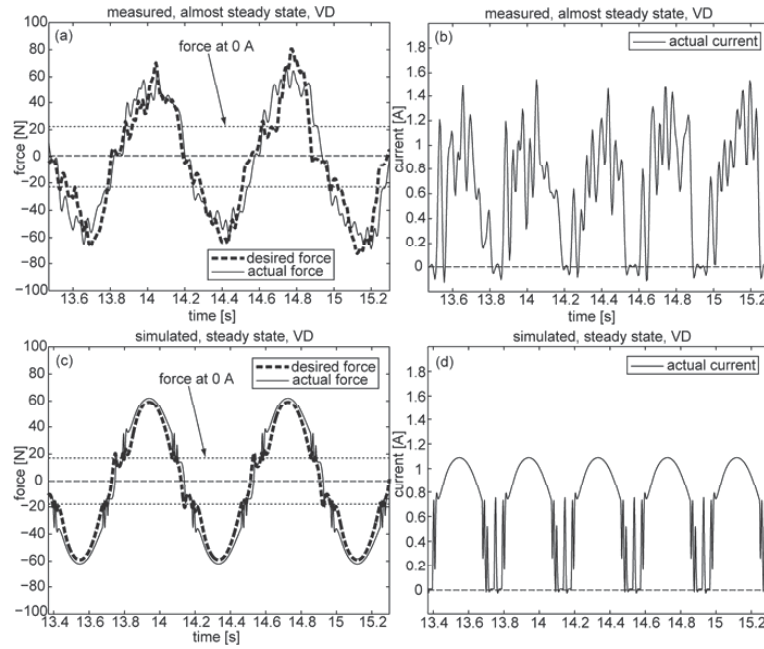 measured, almost steady state, VD
(a)
force at 0 A
100
80
60
40
20
0
−20
−40
−60
−80
−100
force [N]
desired force
actual force
13.6 13.8 14 14.2 14.4 14.6 14.8 15 15.2
time [s]
measured, almost steady state, VD
(b)
actual current
1.8
1.6
1.4
1.2
1
0.8
0.6
0.4
1.2
0
current [A]
13.6 13.8 14 14.2 14.4 14.6 14.8 15 15.2
time [s]
simulated, steady state, VD
(c)
desired force
actual force
force at 0 A
100
80
60
40
20
0
−20
−40
−60
−80
−100
foice [N]
13.4 13.6 13.8 14 14.2 14.4 14.6 14.8 15 15.2
time [s]
simulated, steady state, VD
(d)
actual current
1.8
1.6
1.4
1.2
1
0.8
0.6
0.4
1.2
0
current [A]
13.4 13.6 13.8 14 14.2 14.4 14.6 14.8 15 15.2
time [s]